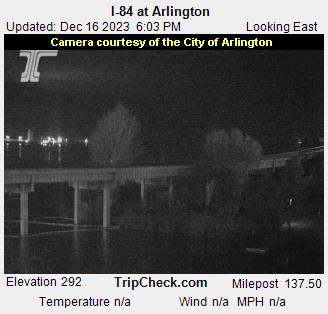 I-84 at Arlington
Updated: Dec 16 2023 6:03 PM Looking East
Camera courtesy of the City of Arlington
Elevation 292 TripCheck.com Milepost 137.50
Temperature n/a Wind n/a MPH n/a